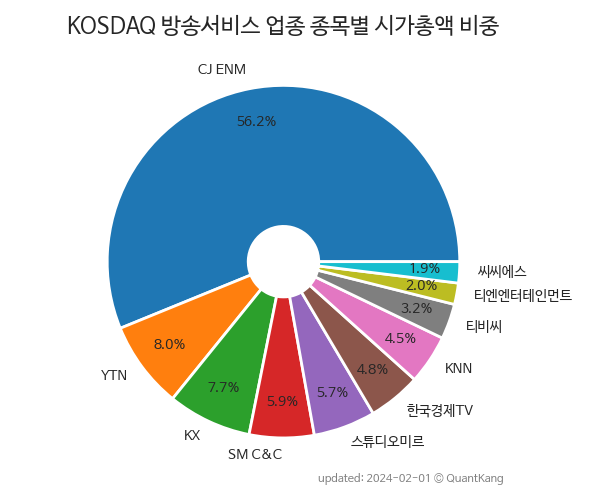 KOSDAQ 방송서비스 업종 종목별 시가총액 비중
CJ ENM
56.2%
YTN
8.0%
KX
7.7%
SM C&C
5.9%
스튜디오미르
5.7%
한국경제TV
4.8%
KNN
4.5%
티비씨
3.2%
티엔엔터테인먼트
2.0%
씨씨에스
1.9%
updated: 2024-02-01 © QuantKang